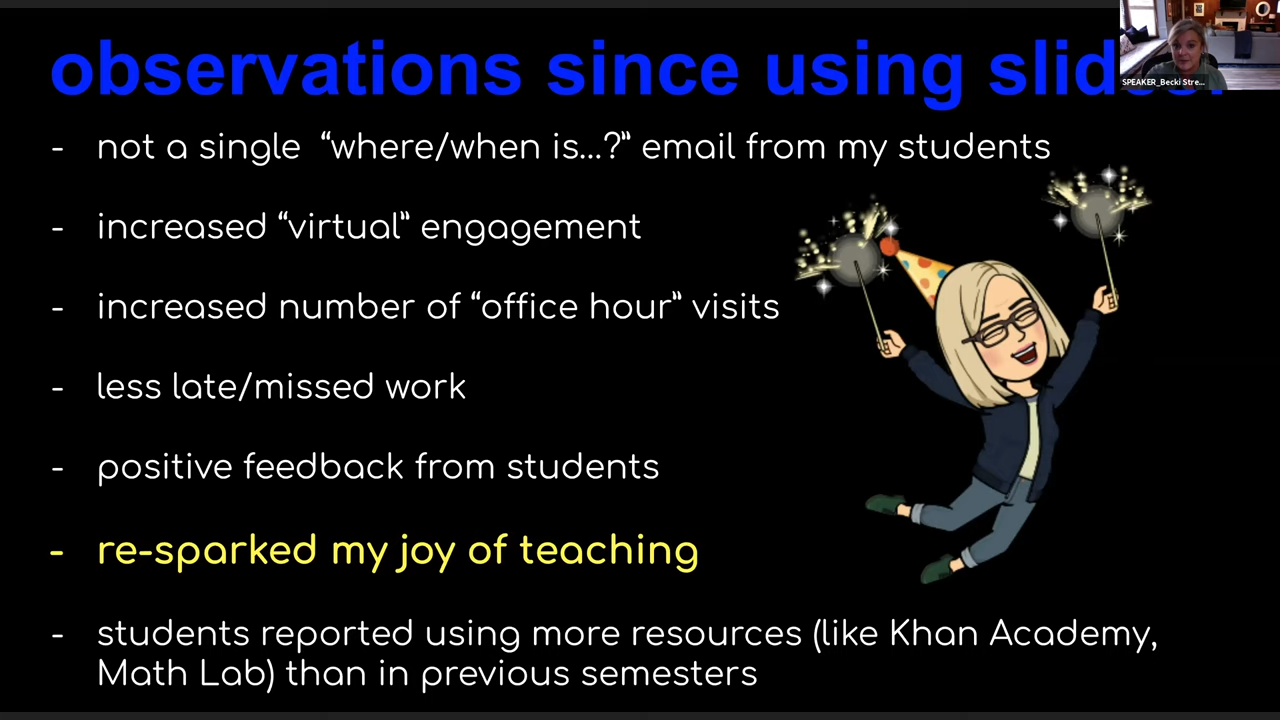 observations since using
SPEAKER_Becki Stre...
- not a single “where/when is...?” email from my students
- increased “virtual” engagement
- increased number of “office hour” visits
- less late/missed work
- positive feedback from students
- re-sparked my joy of teaching
- students reported using more resources (like Khan Academy,
Math Lab) than in previous semesters